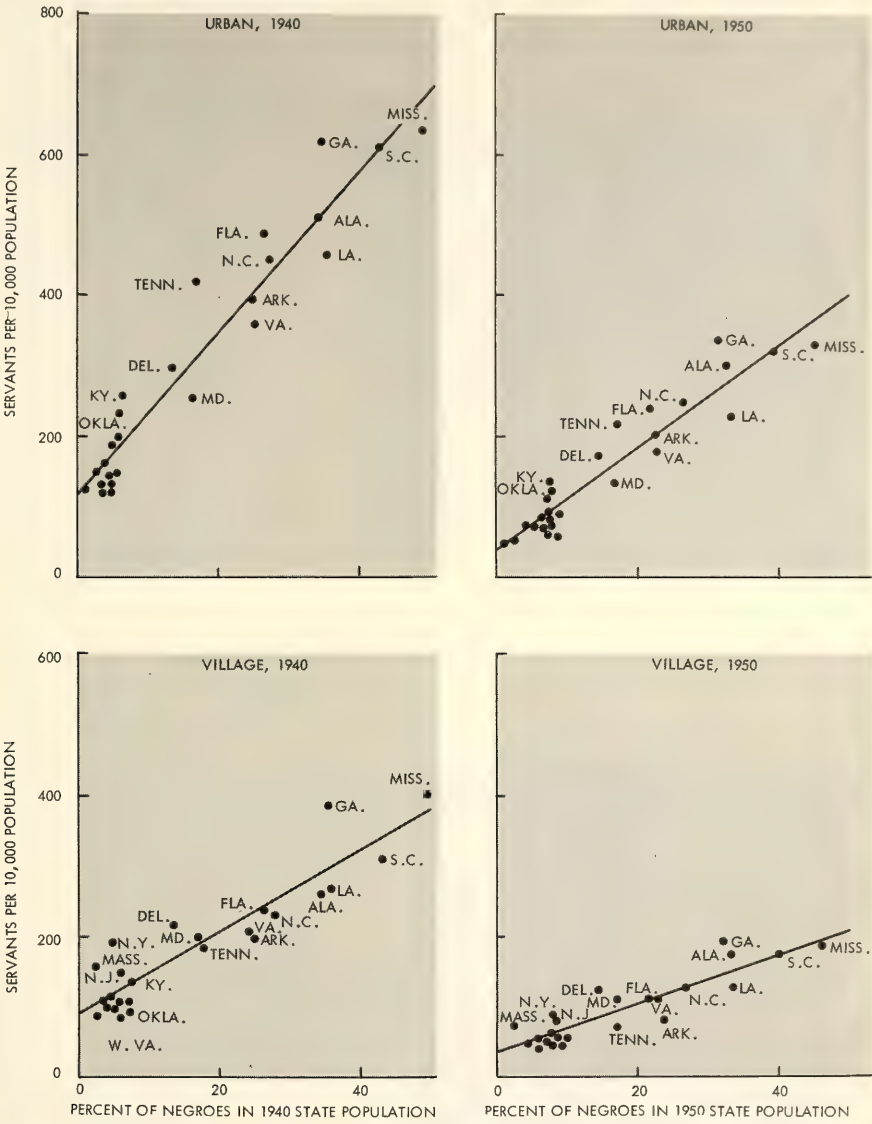 URBAN, 1940
800
600
400
200
0
SERVANTS PER 10,000 POPULATION
MISS.
GA.
S.C.
ALA.
FLA.
N.C.
LA.
TENN.
ARK.
VA.
DEL.
KY.
MD.
OKLA.
URBAN, 1950
GA.
MISS.
S.C.
ALA.
N.C.
FLA.
LA.
TENN.
ARK.
DEL.
VA.
KY.
OKLA.
MD.
VILLAGE, 1940
600
400
200
0
SERVANTS PER 10,000 POPULATION
MISS.
GA.
S.C.
LA.
ALA.
FLA.
DEL.
N.C.
VA.
MD.
ARK.
N.Y.
TENN.
MASS.
N.J.
KY.
OKLA.
W. VA.
0 20 40
PERCENT OF NEGROES IN 1940 STATE POPULATION
VILLAGE, 1950
GA.
MISS.
ALA.
S.C.
DEL.
FLA.
LA.
N.Y.
MD.
N.C.
VA.
MASS.
N.J
ARK.
TENN.
0 20 40
PERCENT OF NEGROES IN 1950 STATE POPULATION